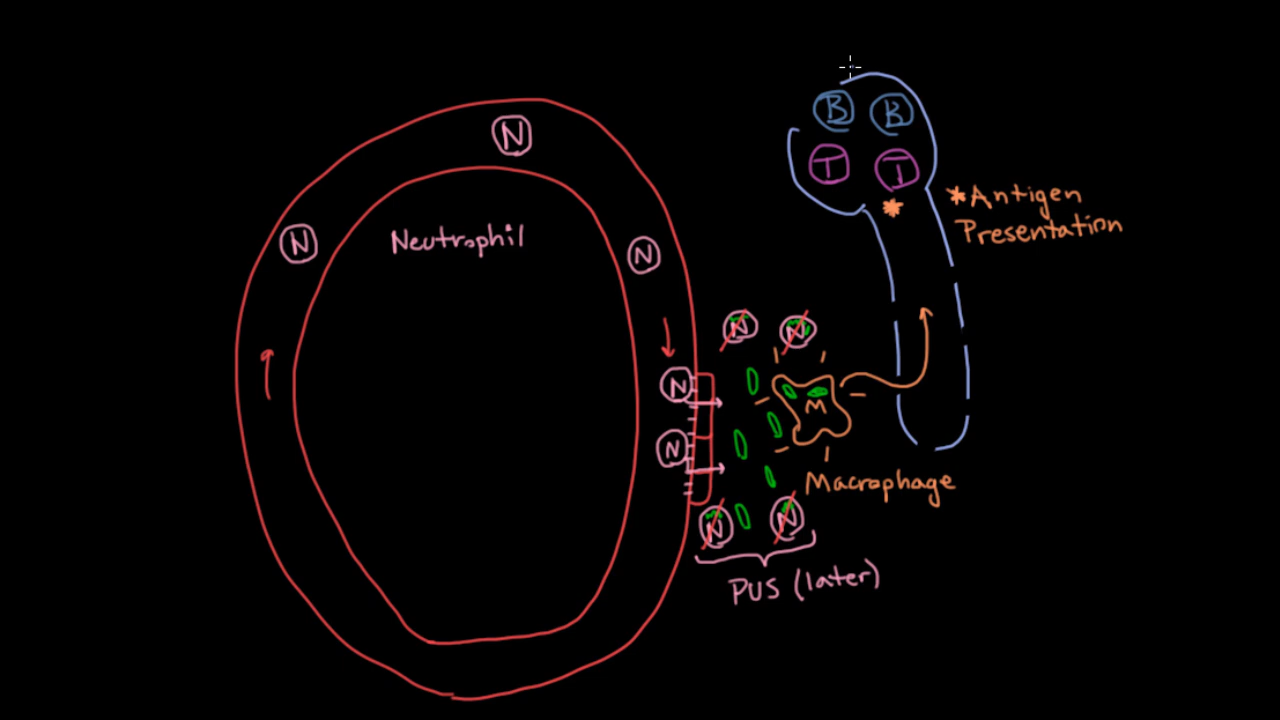 B B
T T
N
*Antigen
Presentation
Neutrophil
N
N
N N
N
M
N
Macrophage
N N
PUS (later)